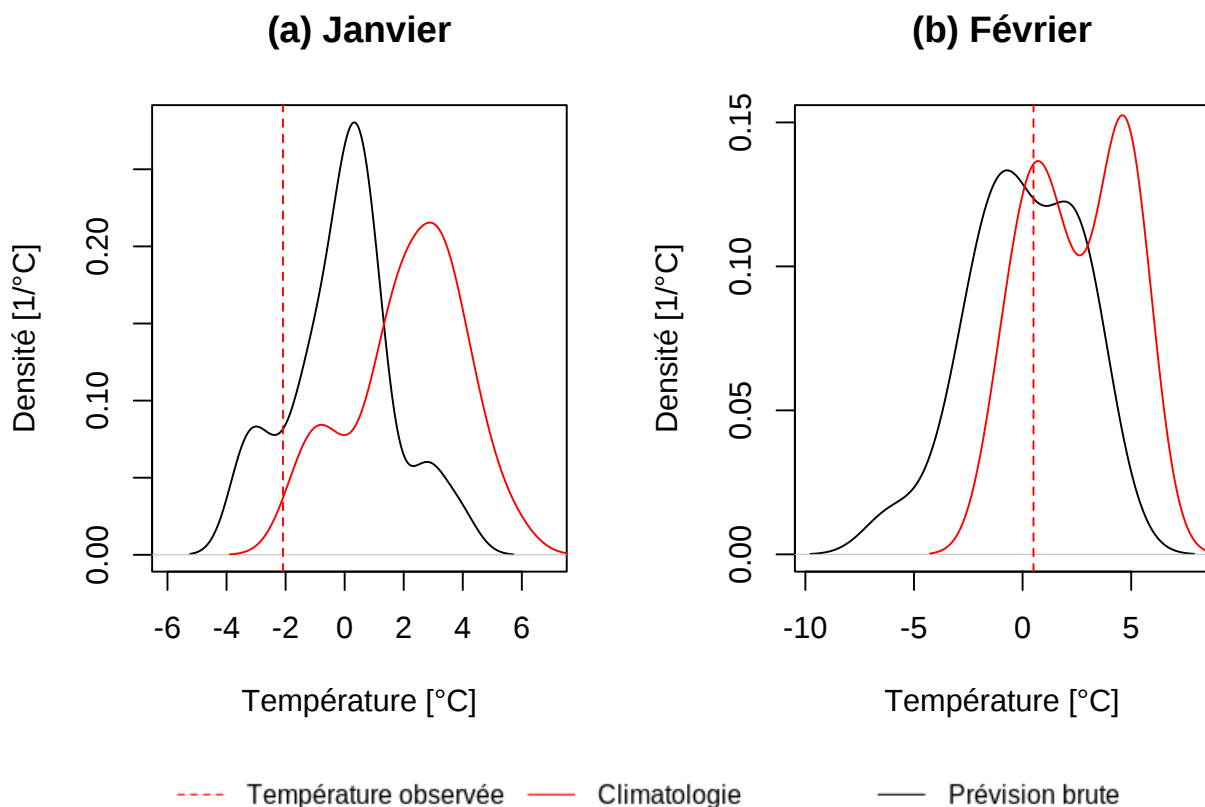 (a) Janvier
Densité [1/°C]
0.00 0.10 0.20
-6 -4 -2 0 2 4 6
Température [°C]
(b) Février
Densité [1/°C]
0.00 0.05 0.10 0.15
-10 -5 0 5
Température [°C]
Température observée Climatologie Prévision brute